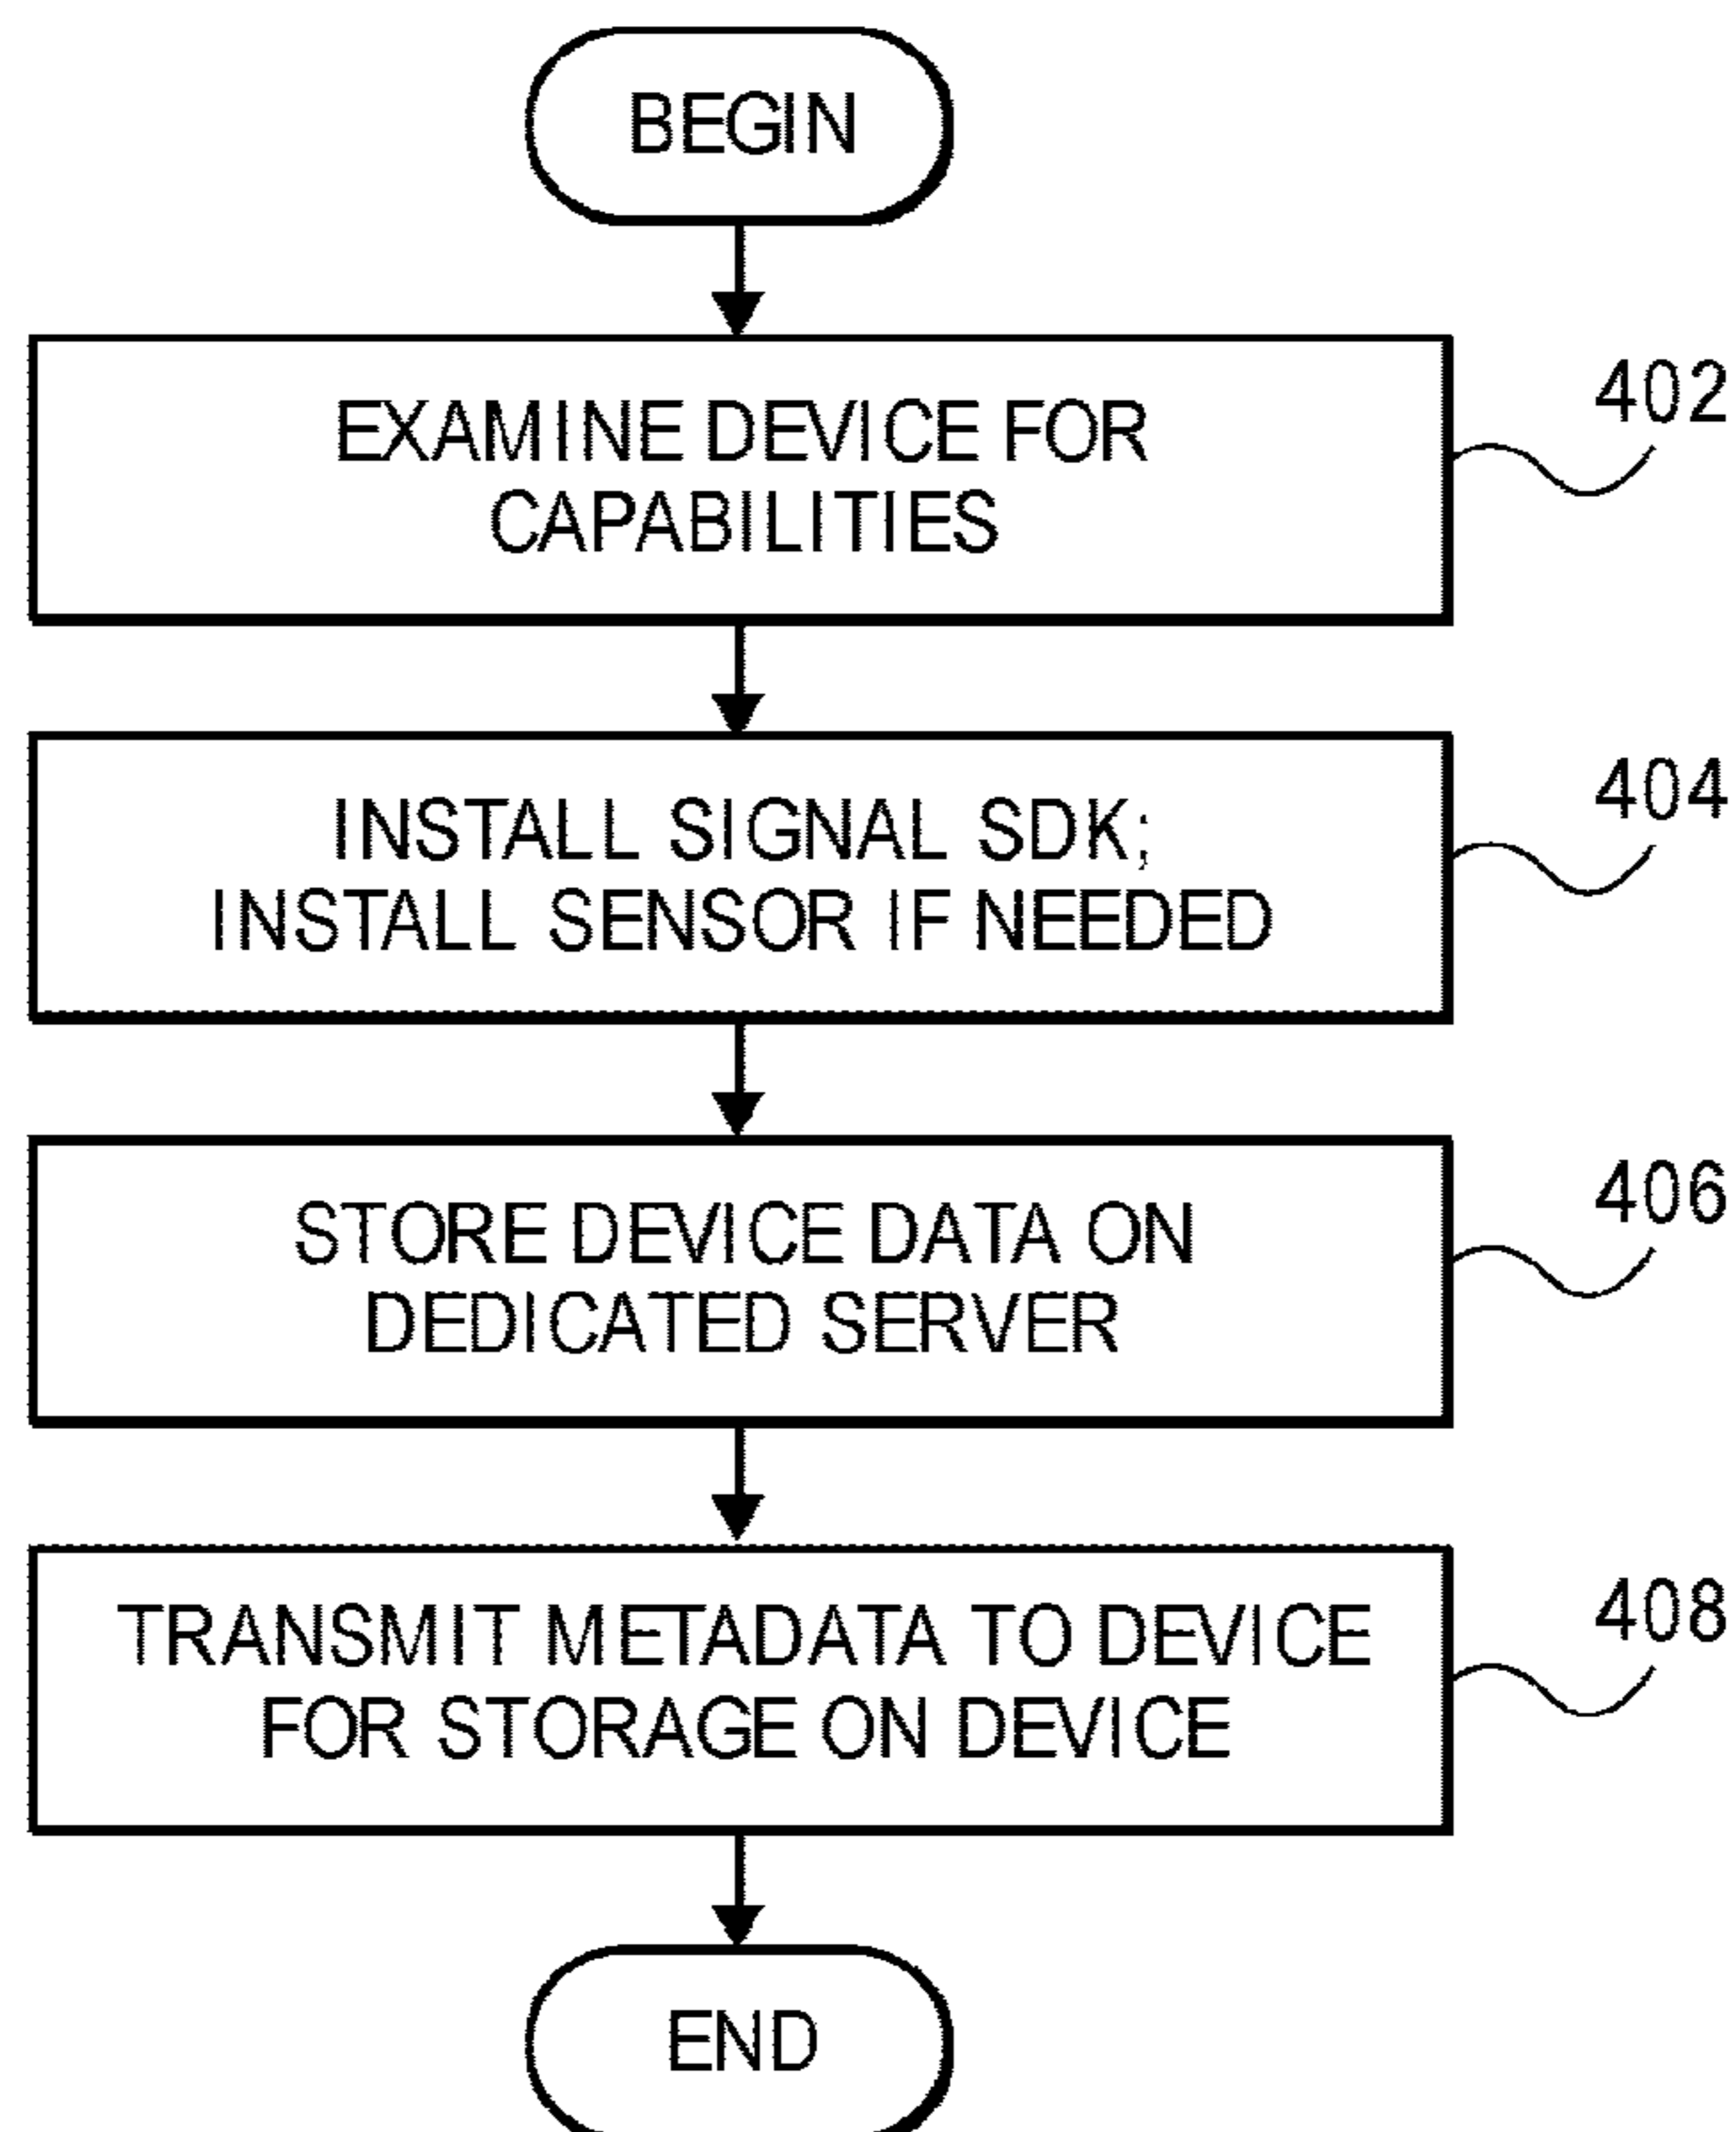 BEGIN
EXAMINE DEVICE FOR
CAPABILITIES
402
INSTALL SIGNAL SDK;
INSTALL SENSOR IF NEEDED
404
STORE DEVICE DATA ON
DEDICATED SERVER
406
TRANSMIT METADATA TO DEVICE
FOR STORAGE ON DEVICE
408
END